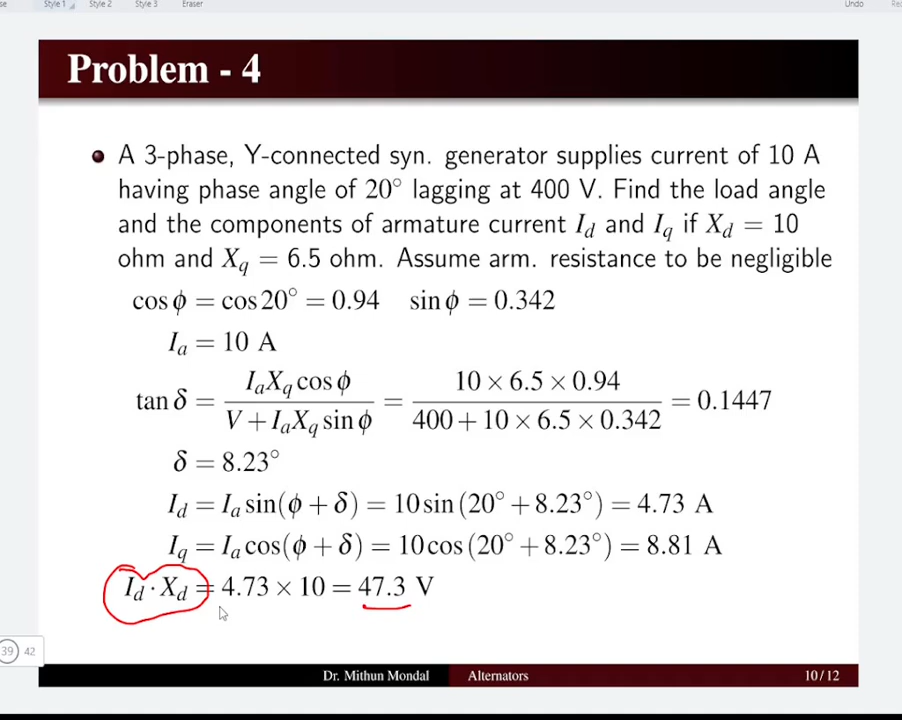 Style 1 Style 2 Style 3 Eraser Undo
Problem - 4
A 3-phase, Y-connected syn. generator supplies current of 10 A
having phase angle of 20° lagging at 400 V. Find the load angle
and the components of armature current I_d and I_q if X_d = 10
ohm and X_q = 6.5 ohm. Assume arm. resistance to be negligible
cos ϕ = cos 20° = 0.94 sin ϕ = 0.342
I_a = 10 A
tan δ = I_a X_q cos ϕ / (V + I_a X_q sin ϕ) = (10 × 6.5 × 0.94) / (400 + 10 × 6.5 × 0.342) = 0.1447
δ = 8.23°
I_d = I_a sin(ϕ + δ) = 10 sin (20° + 8.23°) = 4.73 A
I_q = I_a cos(ϕ + δ) = 10 cos (20° + 8.23°) = 8.81 A
I_d · X_d = 4.73 × 10 = 47.3 V
39 42
Dr. Mithun Mondal Alternators 10 / 12